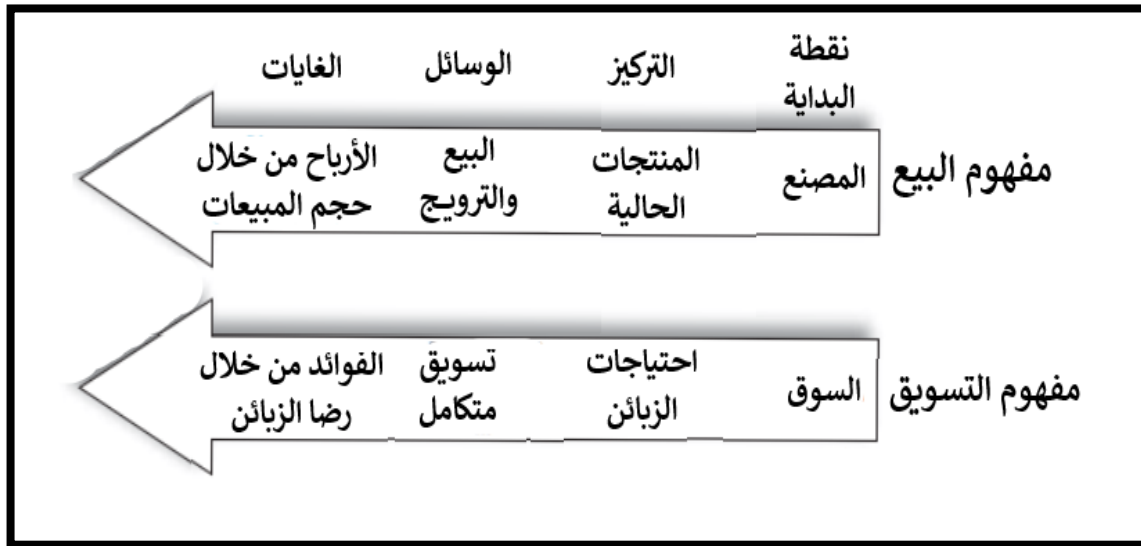 نقطة
البداية
التركيز
الوسائل
الغايات
مفهوم البيع
المصنع
المنتجات
الحالية
البيع
والترويج
الأرباح من خلال
حجم المبيعات
مفهوم التسويق
السوق
احتياجات
الزبائن
تسويق
متكامل
الفوائد من خلال
رضا الزبائن